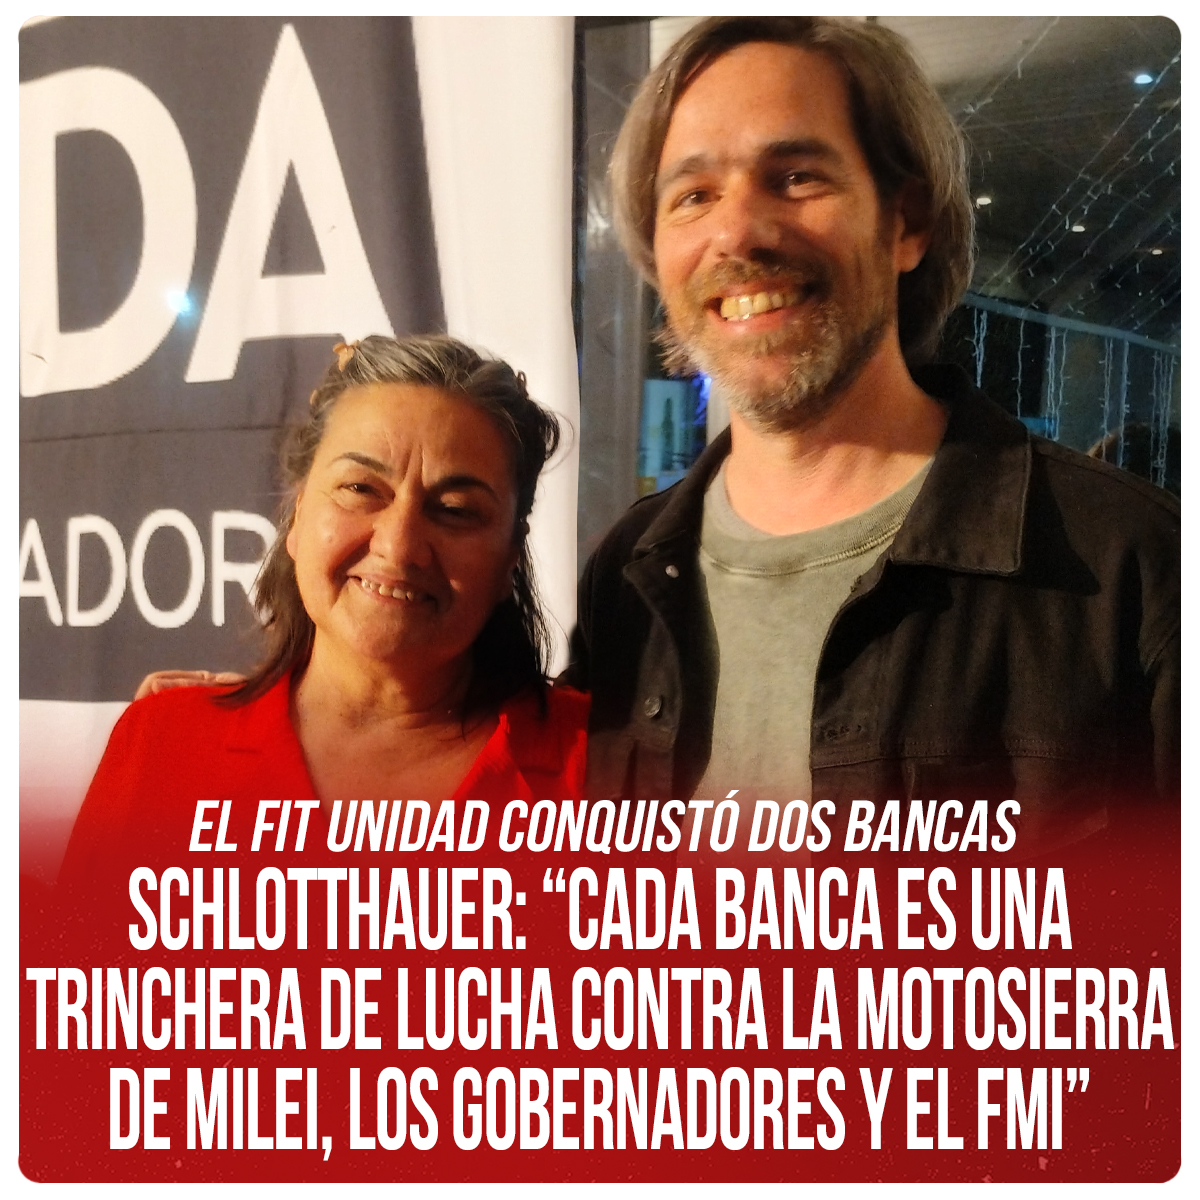 DA
ADOR
EL FIT UNIDAD CONQUISTÓ DOS BANCAS
SCHLOTTHAUER: “CADA BANCA ES UNA
TRINCHERA DE LUCHA CONTRA LA MOTOSIERRA
DE MILEI, LOS GOBERNADORES Y EL FMI”